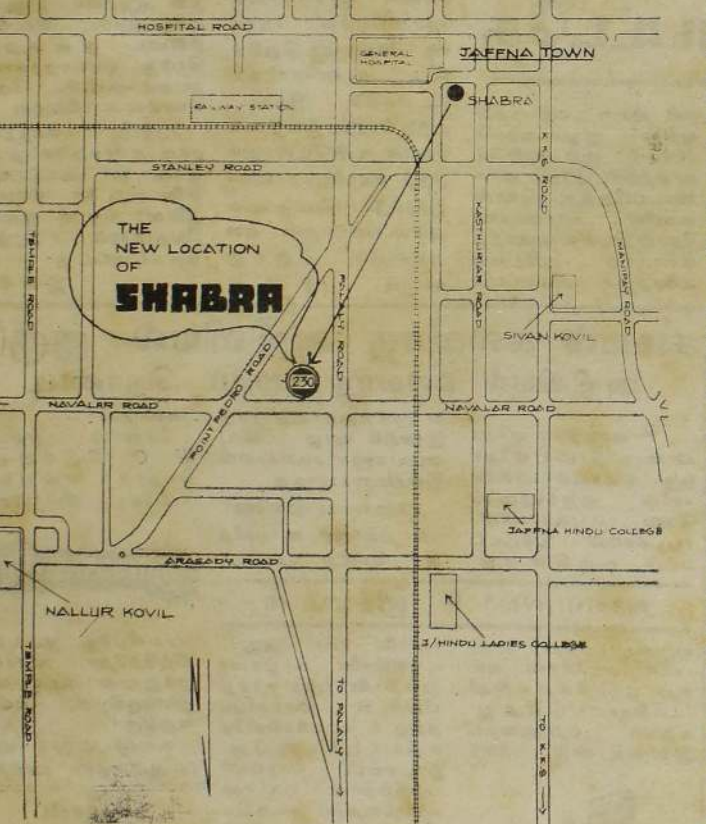 HOSPITAL ROAD
GENERAL
HOSPITAL
JAFFNA TOWN
RAILWAY STATION
SHABRA
STANLEY ROAD
K.K.S ROAD
THE
NEW LOCATION
OF
SHABRA
TEMPLE ROAD
KASTHURIAR ROAD
MANIPAY ROAD
PALALY ROAD
SIVAN KOVIL
230
POINT PEDRO ROAD
NAVALAR ROAD
NAVALAR ROAD
JAFFNA HINDU COLLEGE
ARASADY ROAD
NALLUR KOVIL
J/HINDU LADIES COLLEGE
TEMPLE ROAD
N
TO PALALY
TO K.K.S